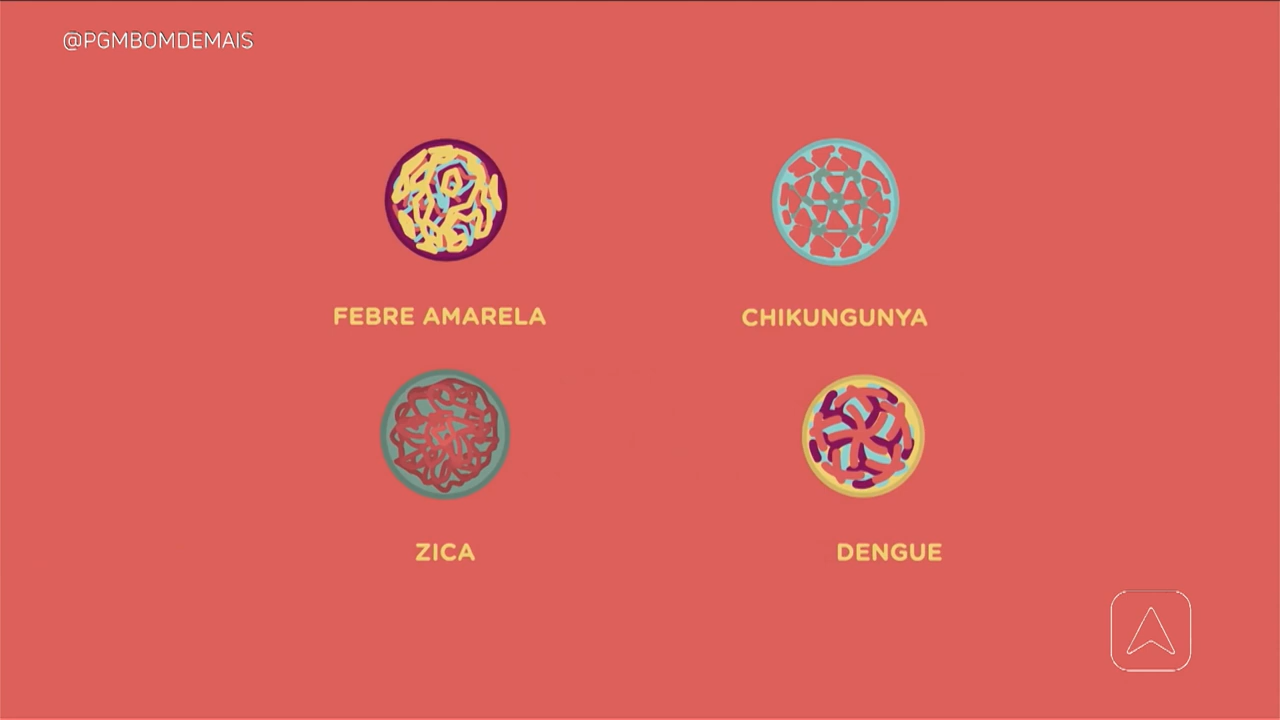 @PGMBOMDEMAIS
FEBRE AMARELA
CHIKUNGUNYA
ZICA
DENGUE